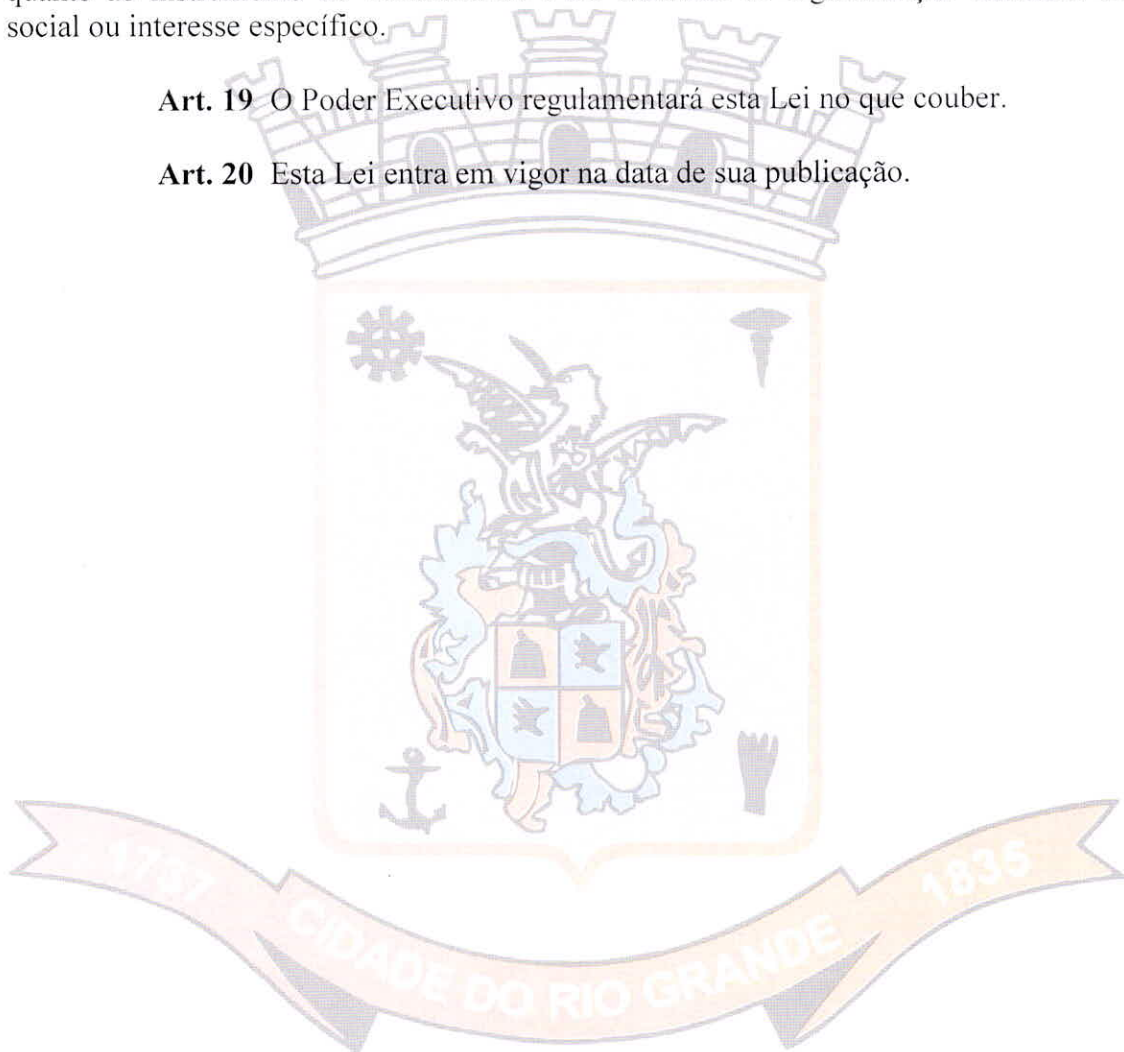 social ou interesse específico.
Art. 19 O Poder Executivo regulamentará esta Lei no que couber.
Art. 20 Esta Lei entra em vigor na data de sua publicação.
1737 CIDADE DO RIO GRANDE 1835